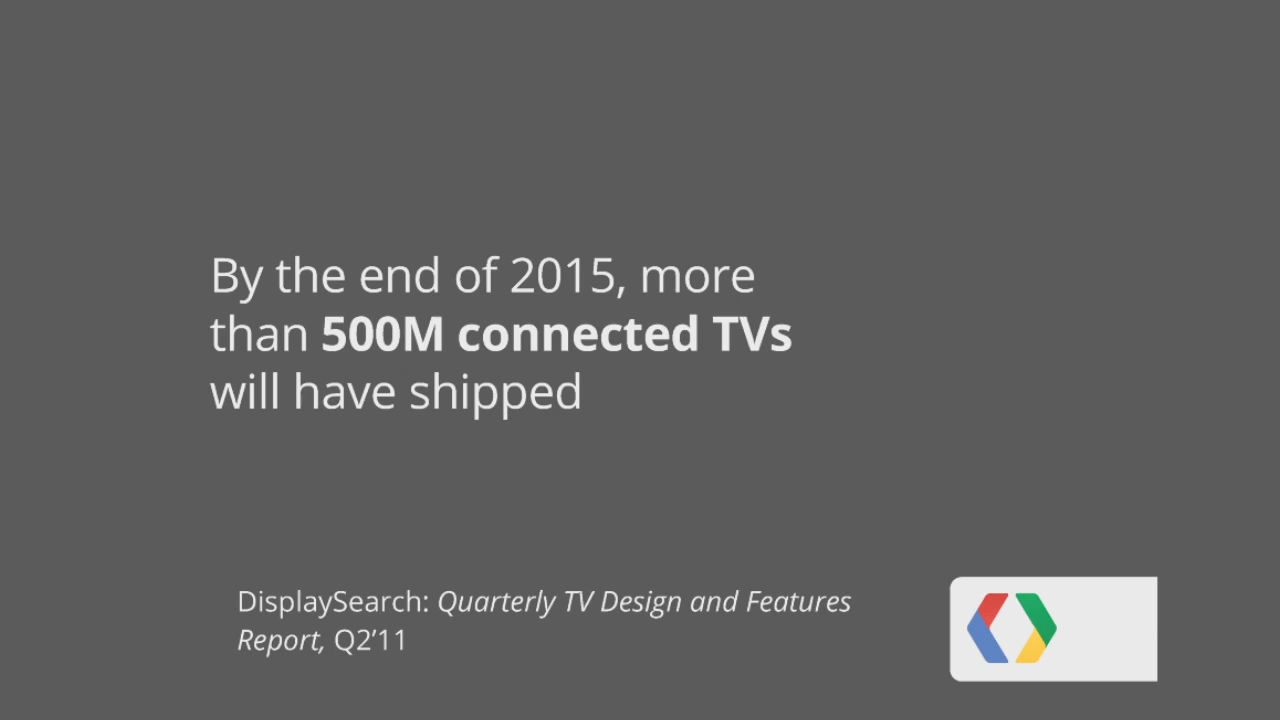 By the end of 2015, more
than 500M connected TVs
will have shipped
DisplaySearch: Quarterly TV Design and Features
Report, Q2’11